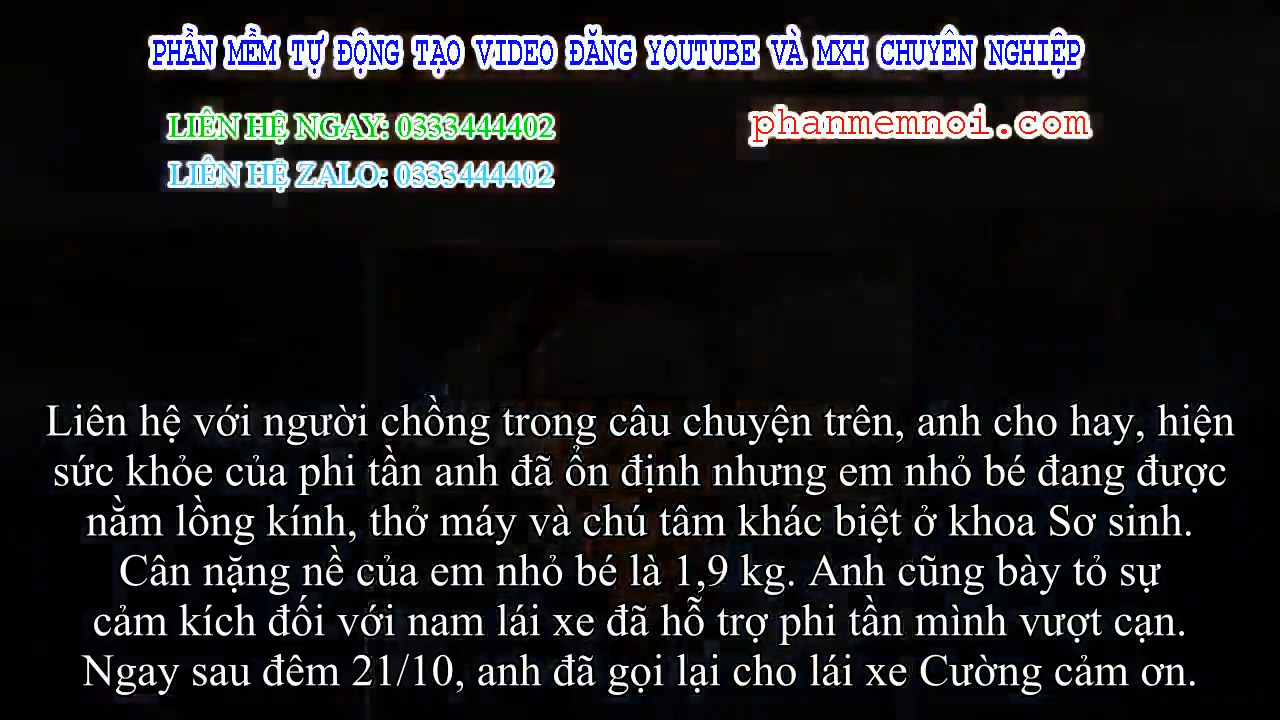 PHẦN MỀM TỰ ĐỘNG TẠO VIDEO ĐĂNG YOUTUBE VÀ MXH CHUYÊN NGHIỆP
LIÊN HỆ NGAY: 0333444402
phanmemnoi.com
LIÊN HỆ ZALO: 0333444402
Liên hệ với người chồng trong câu chuyện trên, anh cho hay, hiện
sức khỏe của phi tần anh đã ổn định nhưng em nhỏ bé đang được
nằm lồng kính, thở máy và chú tâm khác biệt ở khoa Sơ sinh.
Cân nặng nề của em nhỏ bé là 1,9 kg. Anh cũng bày tỏ sự
cảm kích đối với nam lái xe đã hỗ trợ phi tần mình vượt cạn.
Ngay sau đêm 21/10, anh đã gọi lại cho lái xe Cường cảm ơn.